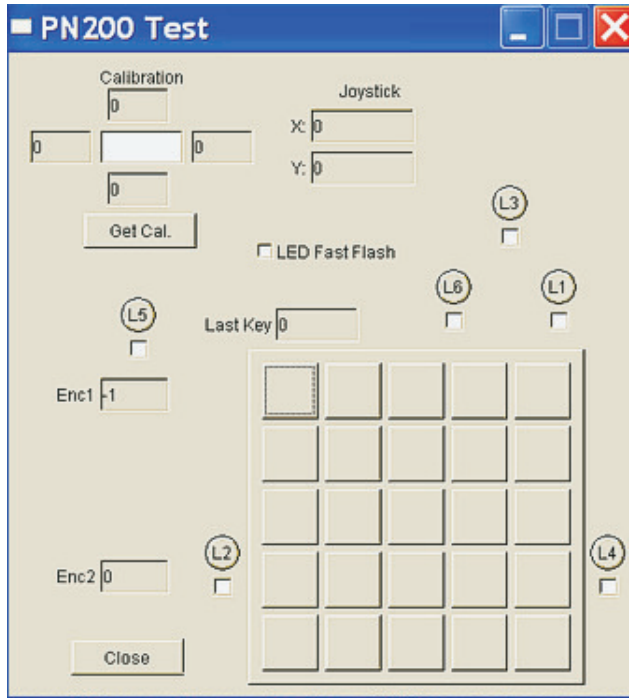 PN200 Test
Calibration
0
Joystick
X: 0
0
0
Y: 0
0
L3
Get Cal.
LED Fast Flash
L6
L1
L5
Last Key 0
Enc1 -1
L2
L4
Enc2 0
Close